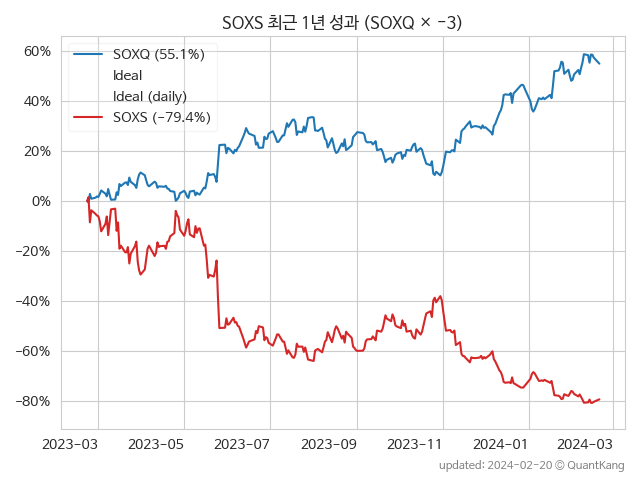 SOXS 최근 1년 성과 (SOXQ × −3)
SOXQ (55.1%)
Ideal
Ideal (daily)
SOXS (−79.4%)
60%
40%
20%
0%
−20%
−40%
−60%
−80%
2023-03 2023-05 2023-07 2023-09 2023-11 2024-01 2024-03
updated: 2024-02-20 © QuantKang